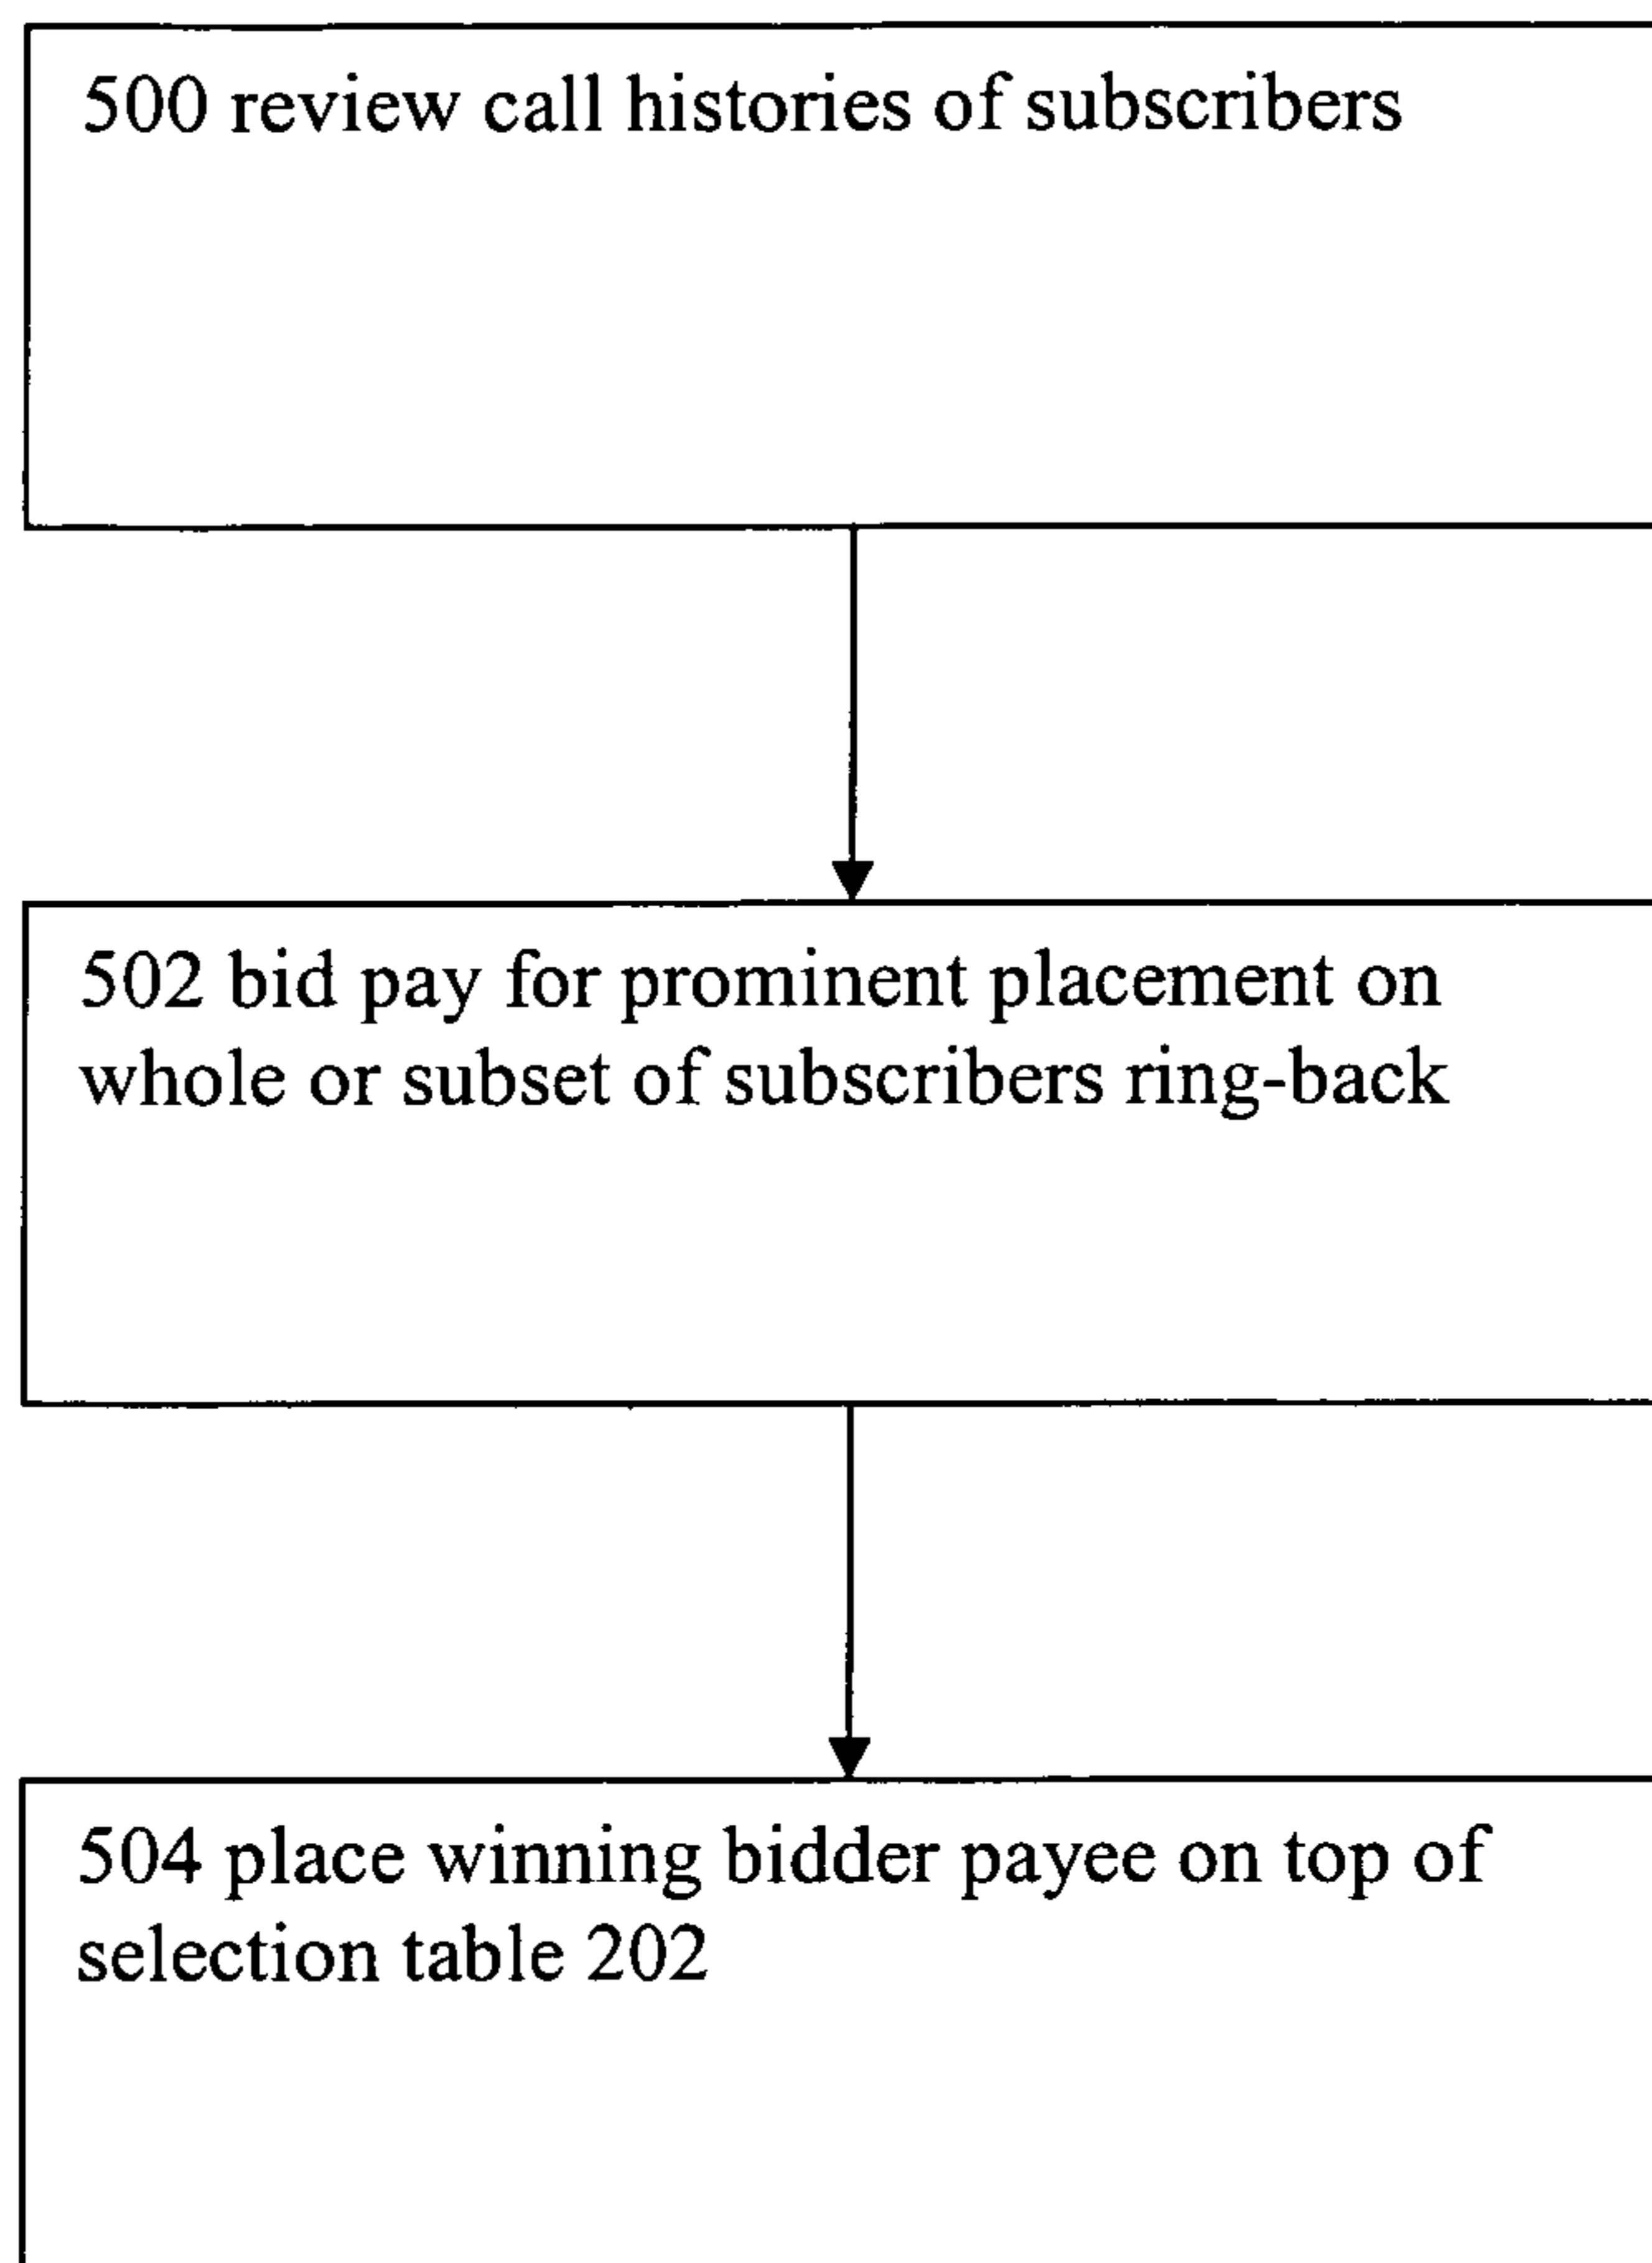 500 review call histories of subscribers
502 bid pay for prominent placement on
whole or subset of subscribers ring-back
504 place winning bidder payee on top of
selection table 202